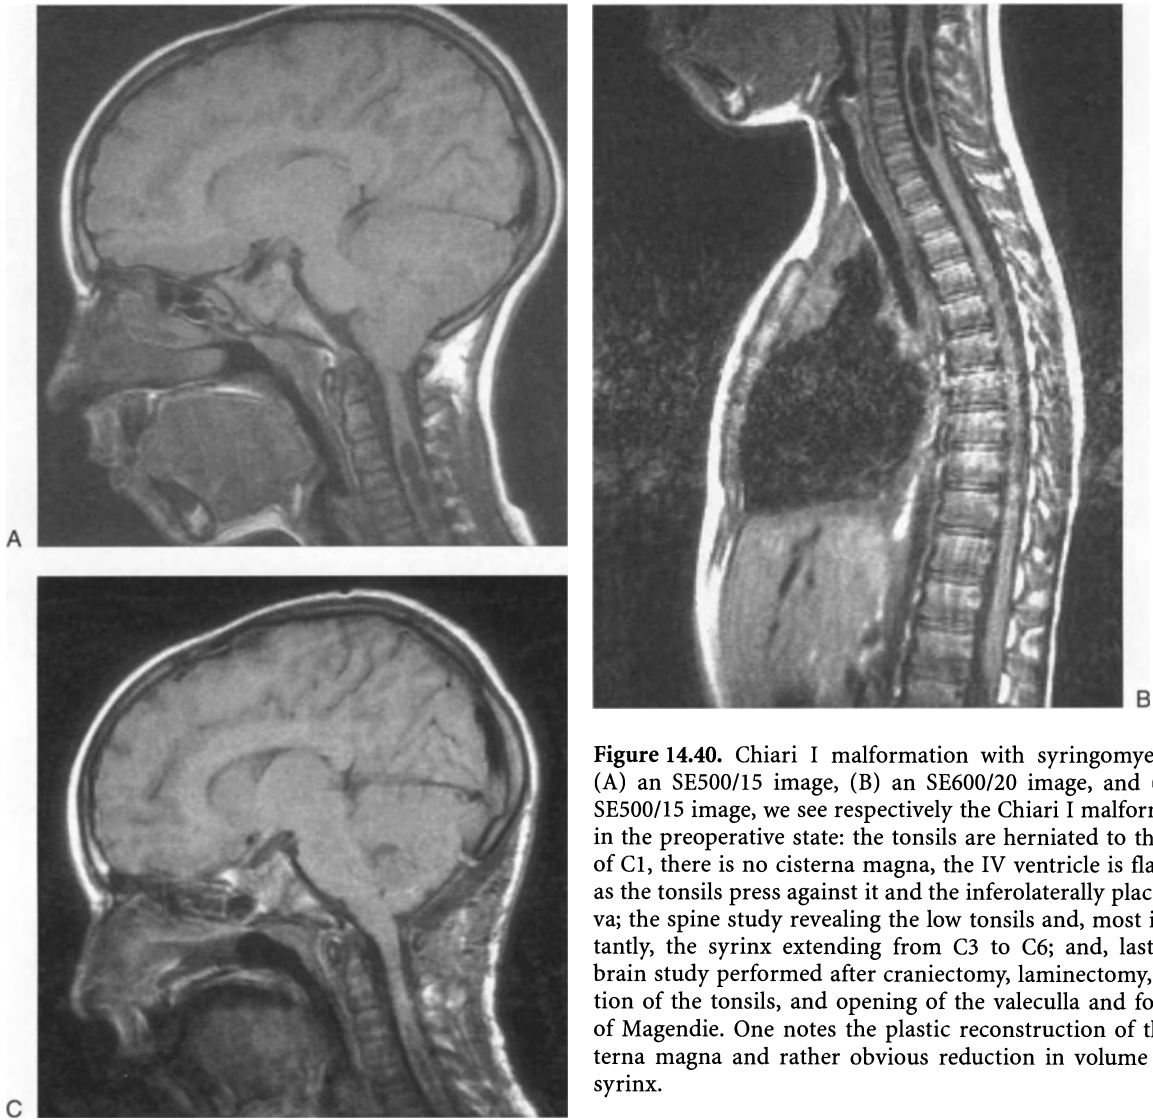 A
B
C
Figure 14.40. Chiari I malformation with syringomye
(A) an SE500/15 image, (B) an SE600/20 image, and
SE500/15 image, we see respectively the Chiari I malfor
in the preoperative state: the tonsils are herniated to th
of C1, there is no cisterna magna, the IV ventricle is fla
as the tonsils press against it and the inferolaterally plac
va; the spine study revealing the low tonsils and, most i
tantly, the syrinx extending from C3 to C6; and, last
brain study performed after craniectomy, laminectomy,
tion of the tonsils, and opening of the valeculla and fo
of Magendie. One notes the plastic reconstruction of t
terna magna and rather obvious reduction in volume
syrinx.